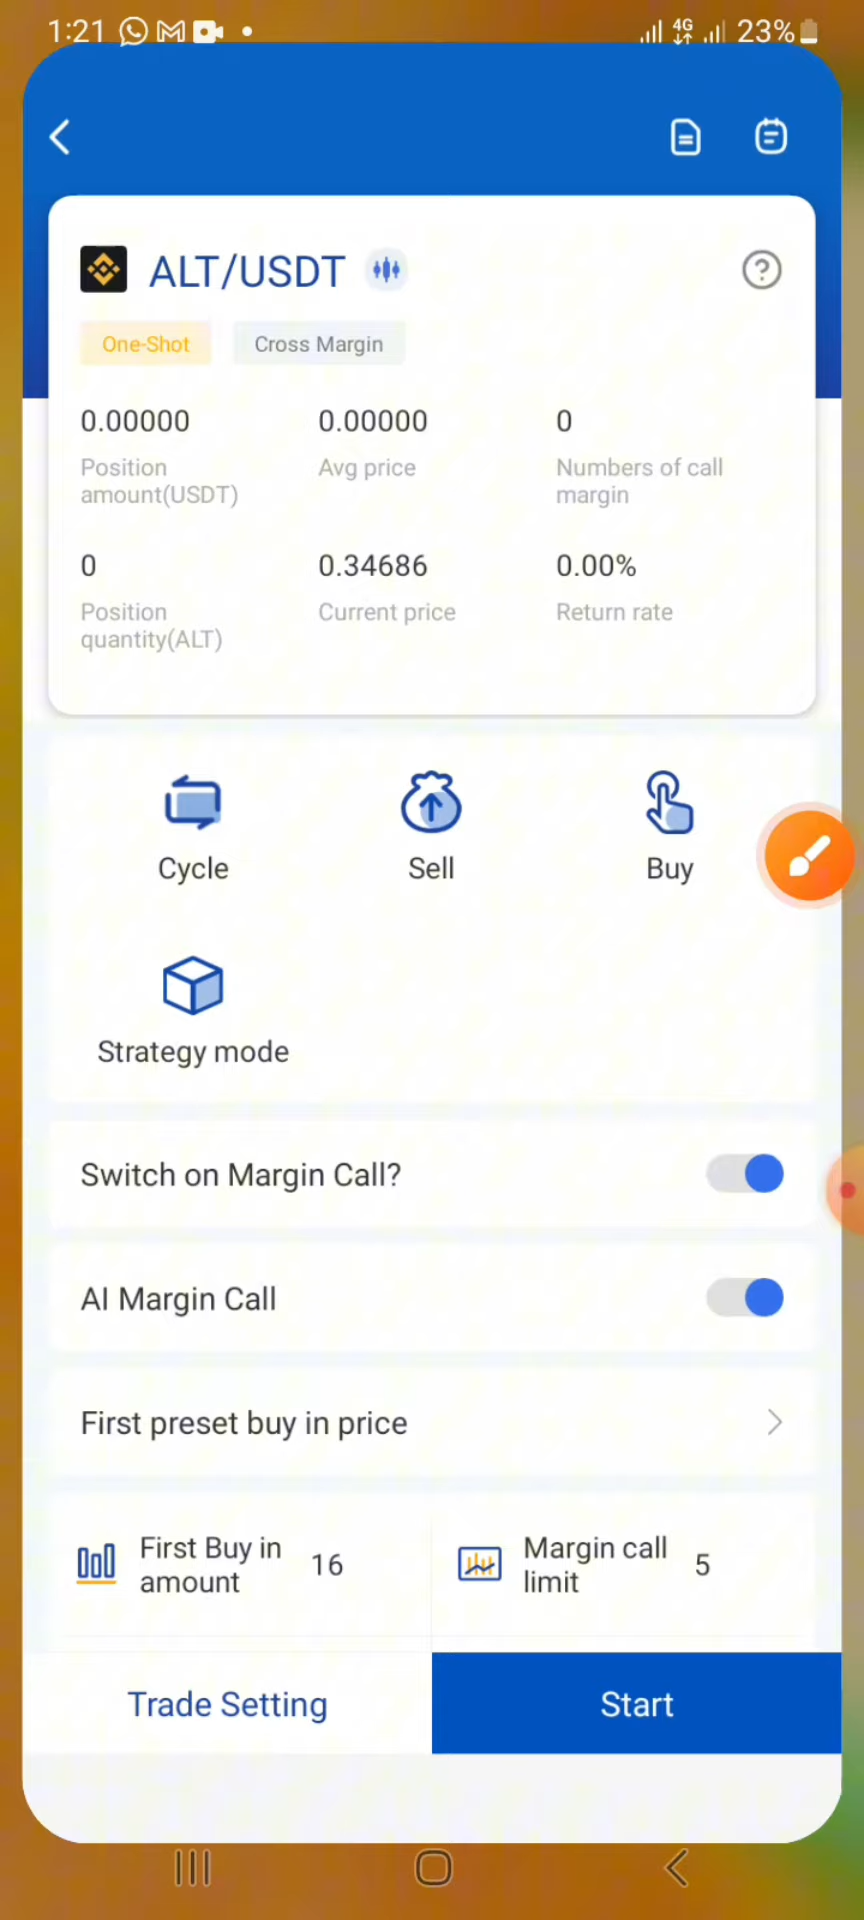 1:21 4G 23%
ALT/USDT
One-Shot Cross Margin
0.00000 0.00000 0
Position Avg price Numbers of call
amount(USDT) margin
0 0.34686 0.00%
Position Current price Return rate
quantity(ALT)
Cycle Sell Buy
Strategy mode
Switch on Margin Call?
AI Margin Call
First preset buy in price
First Buy in 16 Margin call 5
amount limit
Trade Setting Start